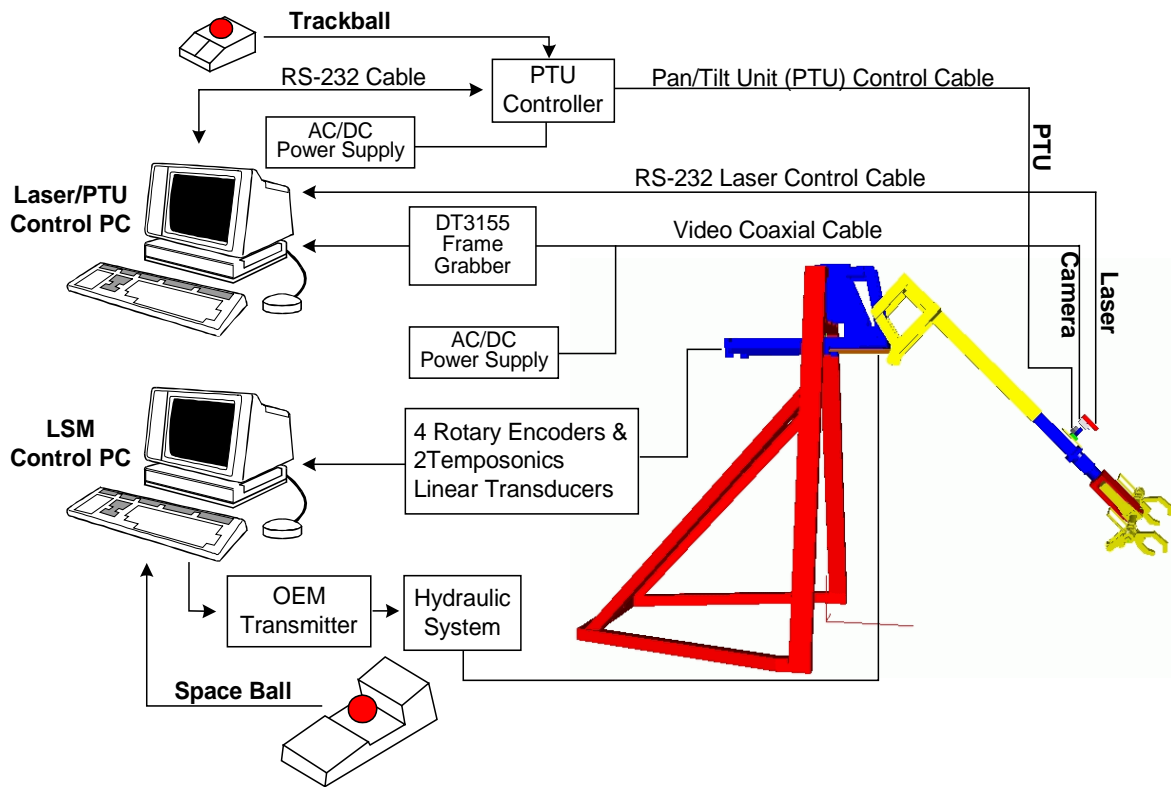 Trackball
RS-232 Cable
PTU
Controller
Pan/Tilt Unit (PTU) Control Cable
AC/DC
Power Supply
PTU
Laser/PTU
Control PC
RS-232 Laser Control Cable
DT3155
Frame
Grabber
Video Coaxial Cable
Camera
Laser
AC/DC
Power Supply
LSM
Control PC
4 Rotary Encoders &
2Temposonics
Linear Transducers
OEM
Transmitter
Hydraulic
System
Space Ball